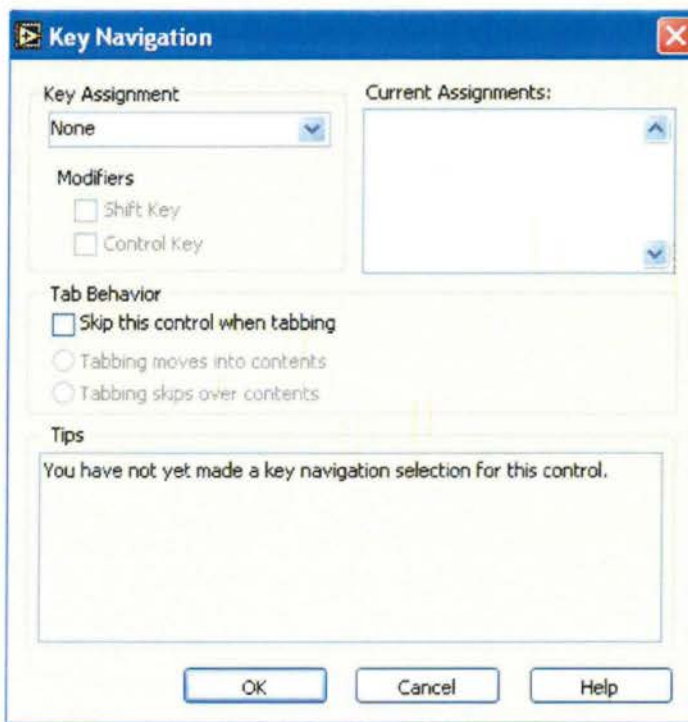 Key Navigation
Key Assignment
None
Modifiers
Shift Key
Control Key
Current Assignments:
Tab Behavior
Skip this control when tabbing
Tabbing moves into contents
Tabbing skips over contents
Tips
You have not yet made a key navigation selection for this control.
OK
Cancel
Help